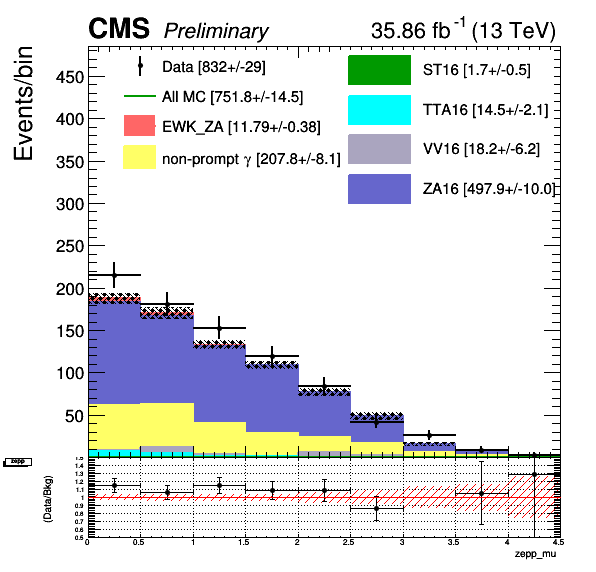 CMS Preliminary 35.86 fb⁻¹ (13 TeV)
Events/bin
Data [832+/-29]
All MC [751.8+/-14.5]
EWK_ZA [11.79+/-0.38]
non-prompt γ [207.8+/-8.1]
ST16 [1.7+/-0.5]
TTA16 [14.5+/-2.1]
VV16 [18.2+/-6.2]
ZA16 [497.9+/-10.0]
450
400
350
300
250
200
150
100
50
zepp
(Data/Bkg)
1.5
1.4
1.3
1.2
1.1
1
0.9
0.8
0.7
0.6
0.5
0 0.5 1 1.5 2 2.5 3 3.5 4 4.5
zepp_mu